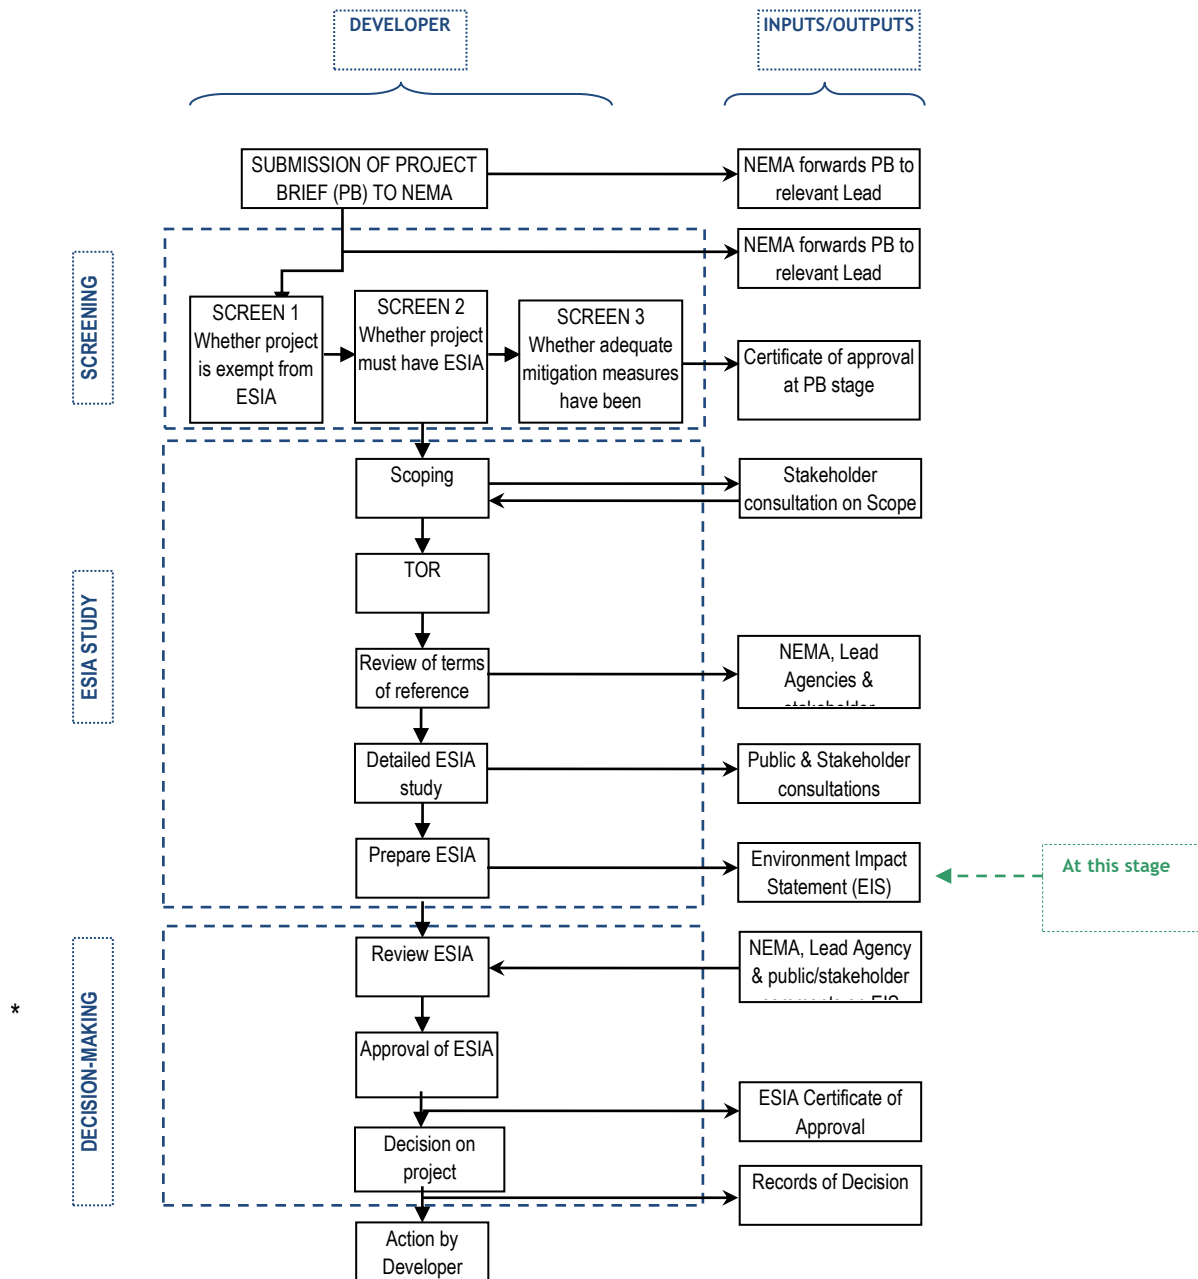 DEVELOPER
INPUTS/OUTPUTS
SUBMISSION OF PROJECT
BRIEF (PB) TO NEMA
NEMA forwards PB to
relevant Lead
NEMA forwards PB to
relevant Lead
SCREENING
SCREEN 1
Whether project
is exempt from
ESIA
SCREEN 2
Whether project
must have ESIA
SCREEN 3
Whether adequate
mitigation measures
have been
Certificate of approval
at PB stage
ESIA STUDY
Scoping
Stakeholder
consultation on Scope
TOR
Review of terms
of reference
NEMA, Lead
Agencies &
Detailed ESIA
study
Public & Stakeholder
consultations
Prepare ESIA
Environment Impact
Statement (EIS)
At this stage
DECISION-MAKING
*
Review ESIA
NEMA, Lead Agency
& public/stakeholder
Approval of ESIA
ESIA Certificate of
Approval
Decision on
project
Records of Decision
Action by
Developer